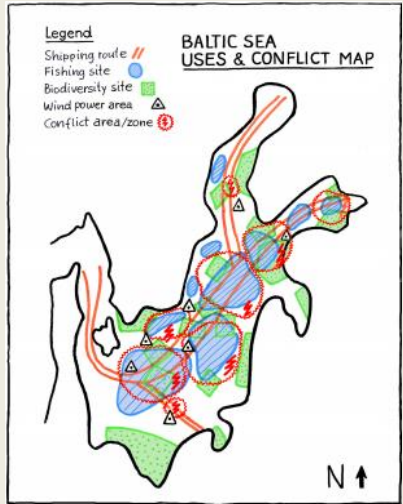 Legend
Shipping route
Fishing site
Biodiversity site
Wind power area
Conflict area/zone
BALTIC SEA
USES & CONFLICT MAP
N